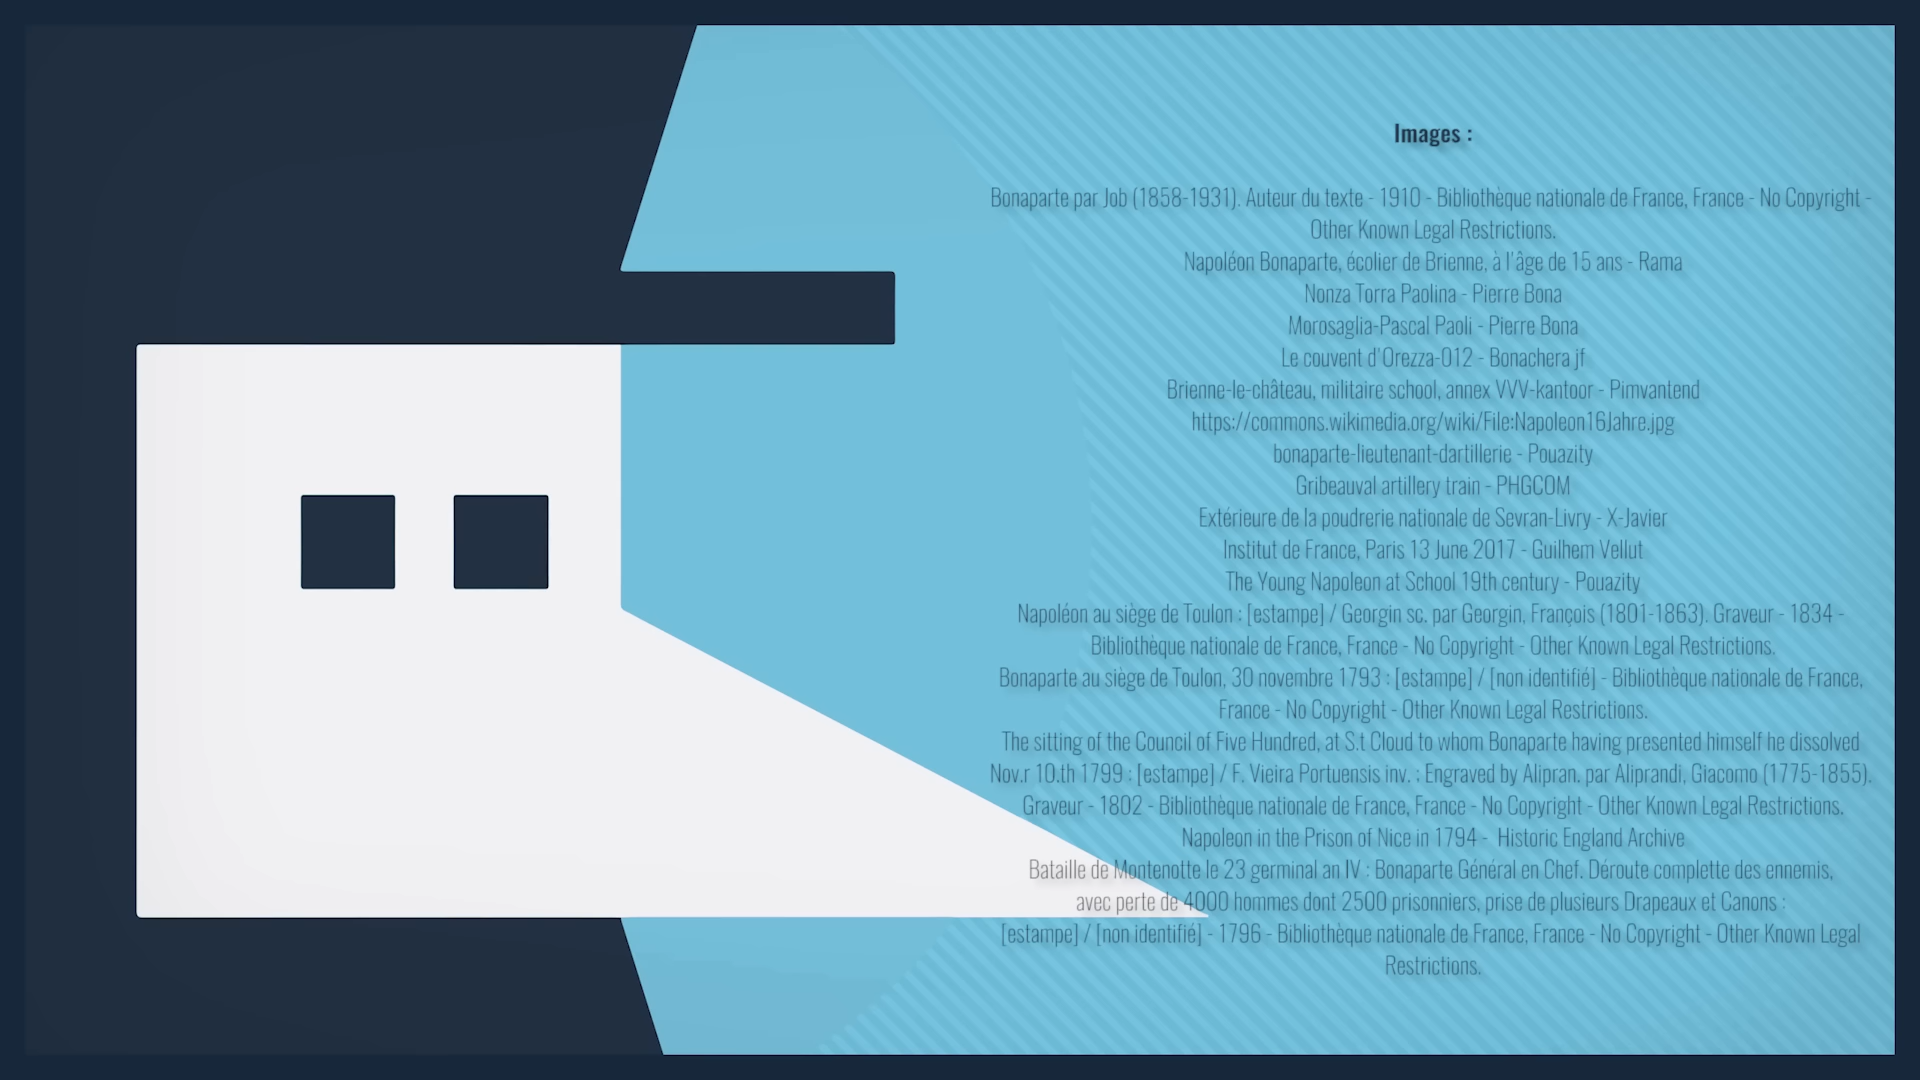 Images :
Bonaparte par Job (1858-1931). Auteur du texte - 1910 - Bibliothèque nationale de France, France - No Copyright -
Other Known Legal Restrictions.
Napoléon Bonaparte, écolier de Brienne, à l'âge de 15 ans - Rama
Nonza Torra Paolina - Pierre Bona
Morosaglia-Pascal Paoli - Pierre Bona
Le couvent d'Orezza-012 - Bonachera jf
Brienne-le-château, militaire school, annex VVV-kantoor - Pimvantend
https://commons.wikimedia.org/wiki/File:Napoleon16Jahre.jpg
bonaparte-lieutenant-dartillerie - Pouazity
Gribeauval artillery train - PHGCOM
Extérieure de la poudrerie nationale de Sevran-Livry - X-Javier
Institut de France, Paris 13 June 2017 - Guilhem Vellut
The Young Napoleon at School 19th century - Pouazity
Napoléon au siège de Toulon : [estampe] / Georgin sc. par Georgin, François (1801-1863). Graveur - 1834 -
Bibliothèque nationale de France, France - No Copyright - Other Known Legal Restrictions.
Bonaparte au siège de Toulon, 30 novembre 1793 : [estampe] / [non identifié] - Bibliothèque nationale de France,
France - No Copyright - Other Known Legal Restrictions.
The sitting of the Council of Five Hundred, at S.t Cloud to whom Bonaparte having presented himself he dissolved
Nov.r 10.th 1799 : [estampe] / F. Vieira Portuensis inv. ; Engraved by Alipran. par Aliprandi, Giacomo (1775-1855).
Graveur - 1802 - Bibliothèque nationale de France, France - No Copyright - Other Known Legal Restrictions.
Napoleon in the Prison of Nice in 1794 - Historic England Archive
Bataille de Montenotte le 23 germinal an IV : Bonaparte Général en Chef. Déroute complette des ennemis,
avec perte de 4000 hommes dont 2500 prisonniers, prise de plusieurs Drapeaux et Canons :
[estampe] / [non identifié] - 1796 - Bibliothèque nationale de France, France - No Copyright - Other Known Legal
Restrictions.